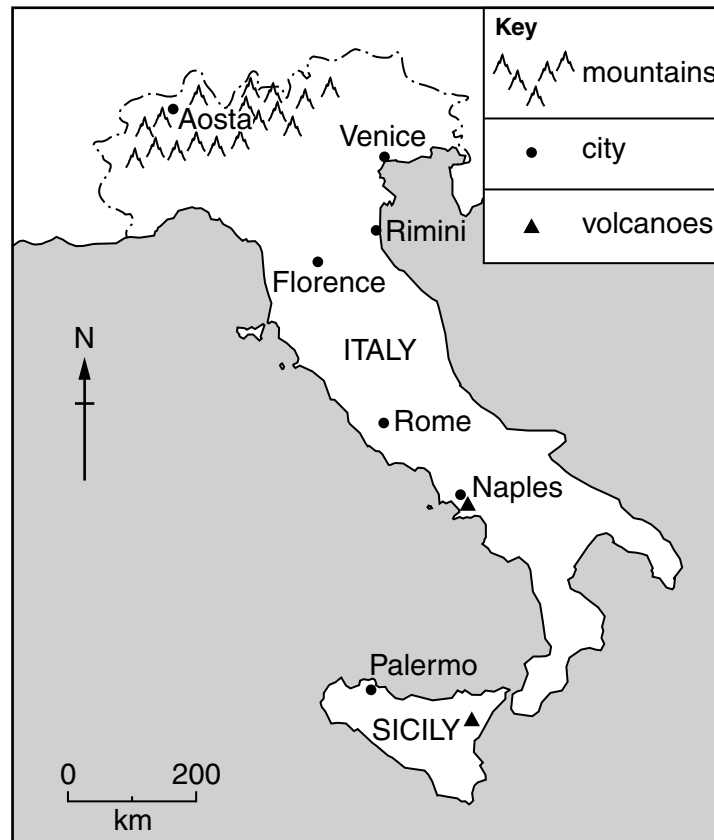 Key
mountains
city
volcanoes
Aosta
Venice
Rimini
Florence
N
ITALY
Rome
Naples
Palermo
SICILY
0 200
km